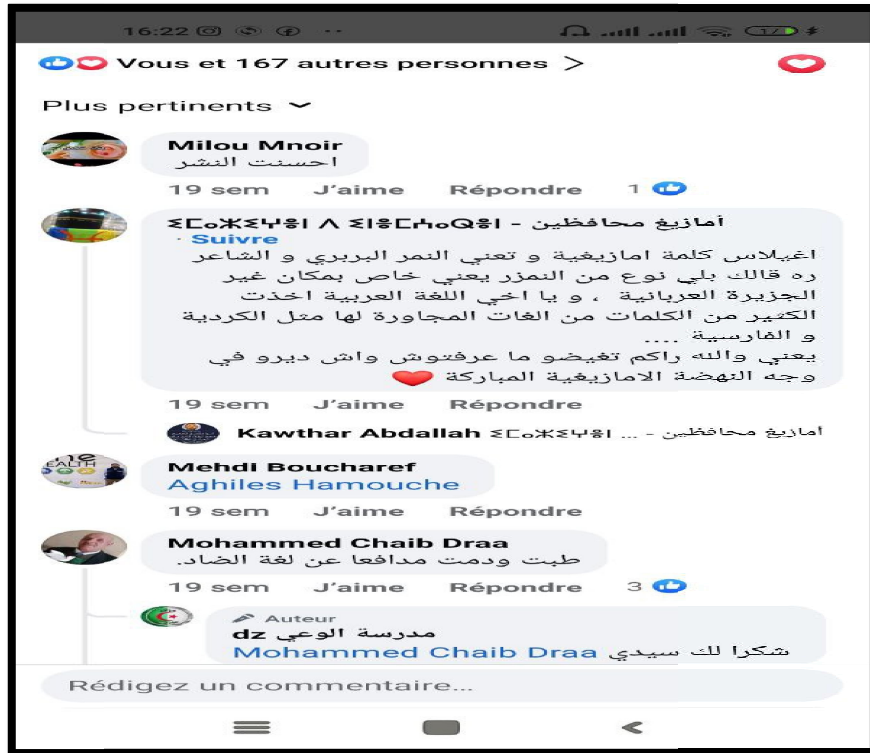 16:22
17
Vous et 167 autres personnes >
Plus pertinents
Milou Mnoir
احسنت النشر
19 sem J'aime Répondre 1
أمازيغ محافظين - ⵉⵎⴰⵣⵉⵖⵏ ⴷ ⵉⵏⵎⵃⴰⴹⵏ
· Suivre
اغيلاس كلمة امازيغية و تعني النمر البربري و الشاعر
ره قالك بلي نوع من النمزر يعني خاص بمكان غير
الجزيرة العربانية ، و يا اخي اللغة العربية اخذت
الكثير من الكلمات من الغات المجاورة لها مثل الكردية
و الفارسية ....
يعني والله راكم تغيضو ما عرفتوش واش ديرو في
وجه النهضة الامازيغية المباركة ❤
19 sem J'aime Répondre
Kawthar Abdallah أمازيغ محافظين - ... ⵉⵎⴰⵣⵉⵖⵏ
HEALTH
Mehdi Boucharef
Aghiles Hamouche
19 sem J'aime Répondre
Mohammed Chaib Draa
طبت ودمت مدافعا عن لغة الضاد.
19 sem J'aime Répondre 3
Auteur
مدرسة الوعي dz
Mohammed Chaib Draa شكرا لك سيدي
Rédigez un commentaire...